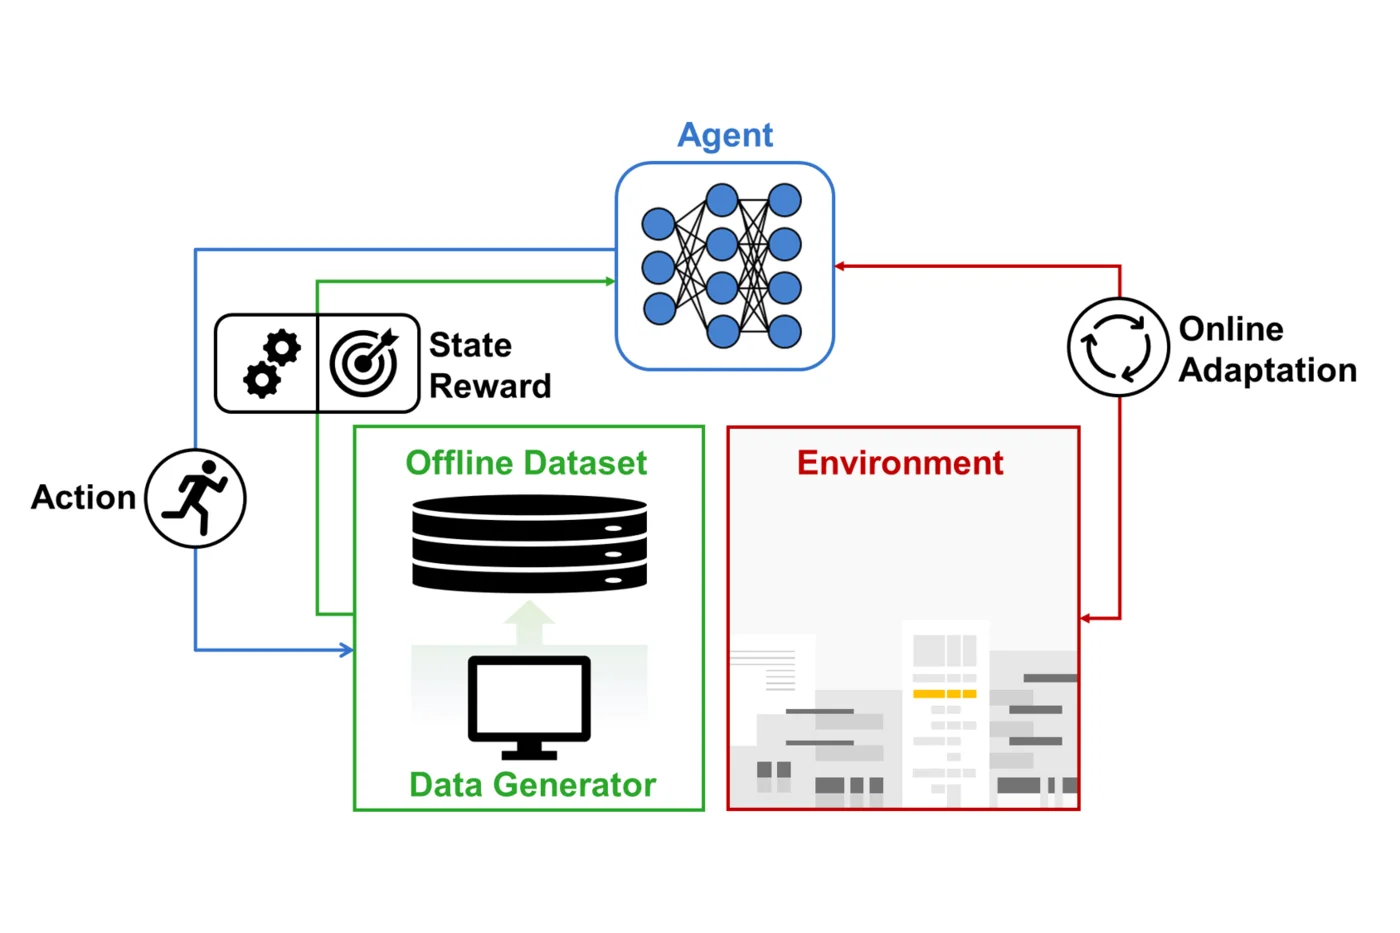 Agent
State
Reward
Online
Adaptation
Action
Offline Dataset
Data Generator
Environment